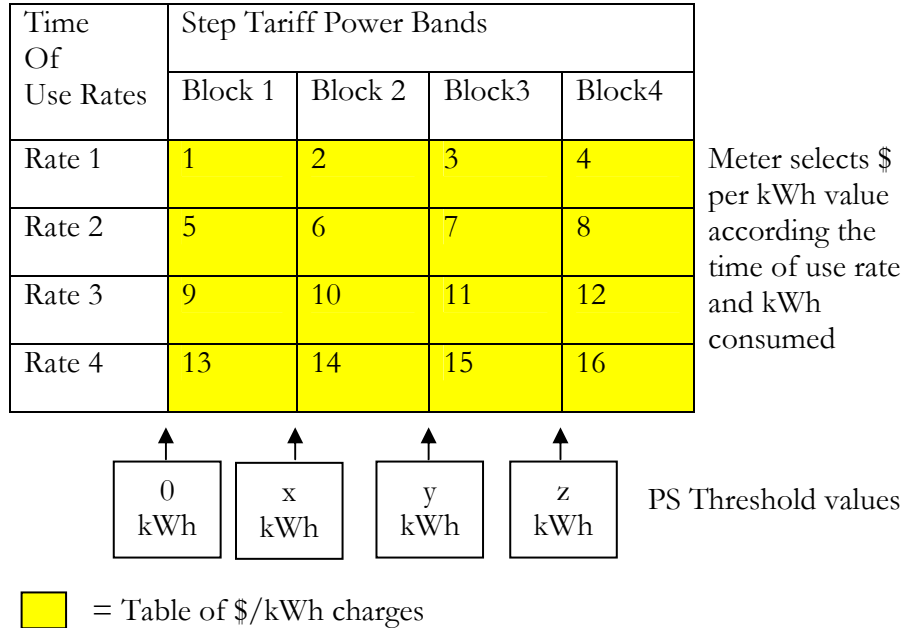 Time
Of
Use Rates
Step Tariff Power Bands
Block 1 Block 2 Block3 Block4
Rate 1 1 2 3 4
Rate 2 5 6 7 8
Rate 3 9 10 11 12
Rate 4 13 14 15 16
Meter selects $
per kWh value
according the
time of use rate
and kWh
consumed
0 x y z
kWh kWh kWh kWh
PS Threshold values
= Table of $/kWh charges